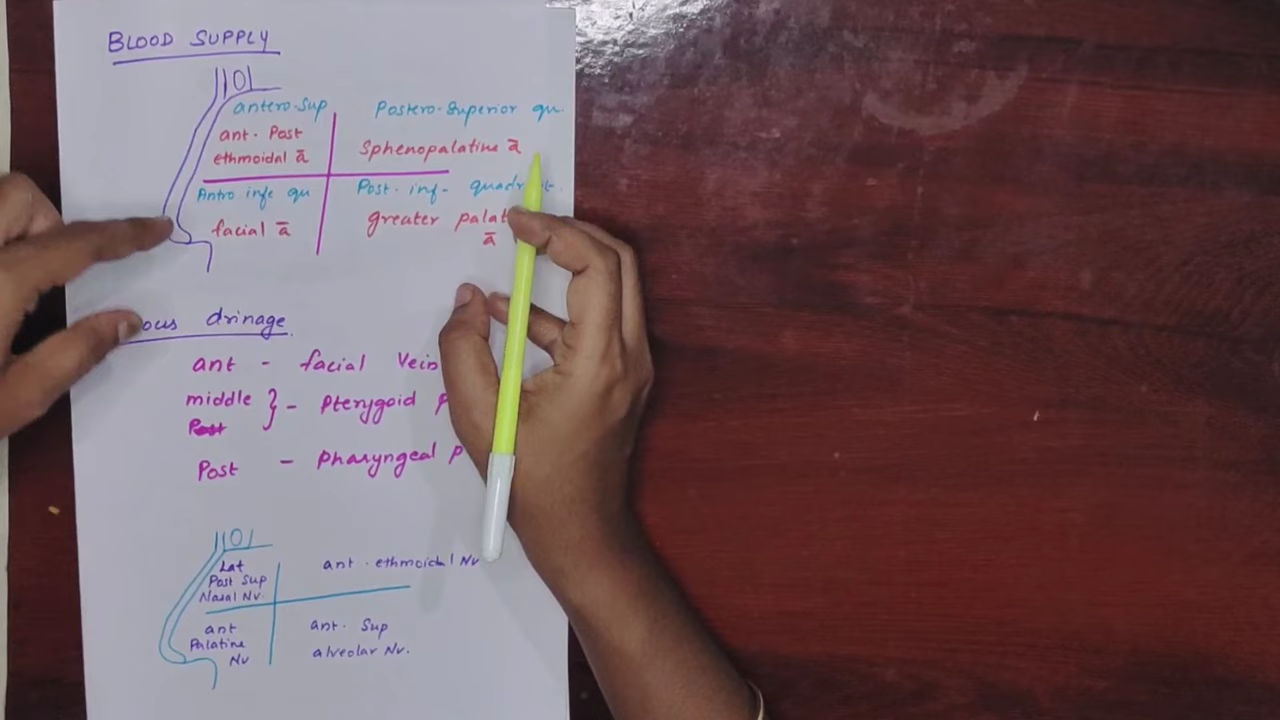 BLOOD SUPPLY
antero-Sup
Postero-Superior qu.
ant. Post
ethmoidal ā
Sphenopalatine ā
Antro infe qu
Post. inf- quadr
facial ā
greater palat
ā
ous drinage
ant - facial Vein
middle } - Pterygoid P
Post
Post - Pharyngeal P
Lat
Post Sup
Nasal Nv.
ant. ethmoidal Nv
ant
Palatine
Nv
ant. Sup
alveolar Nv.